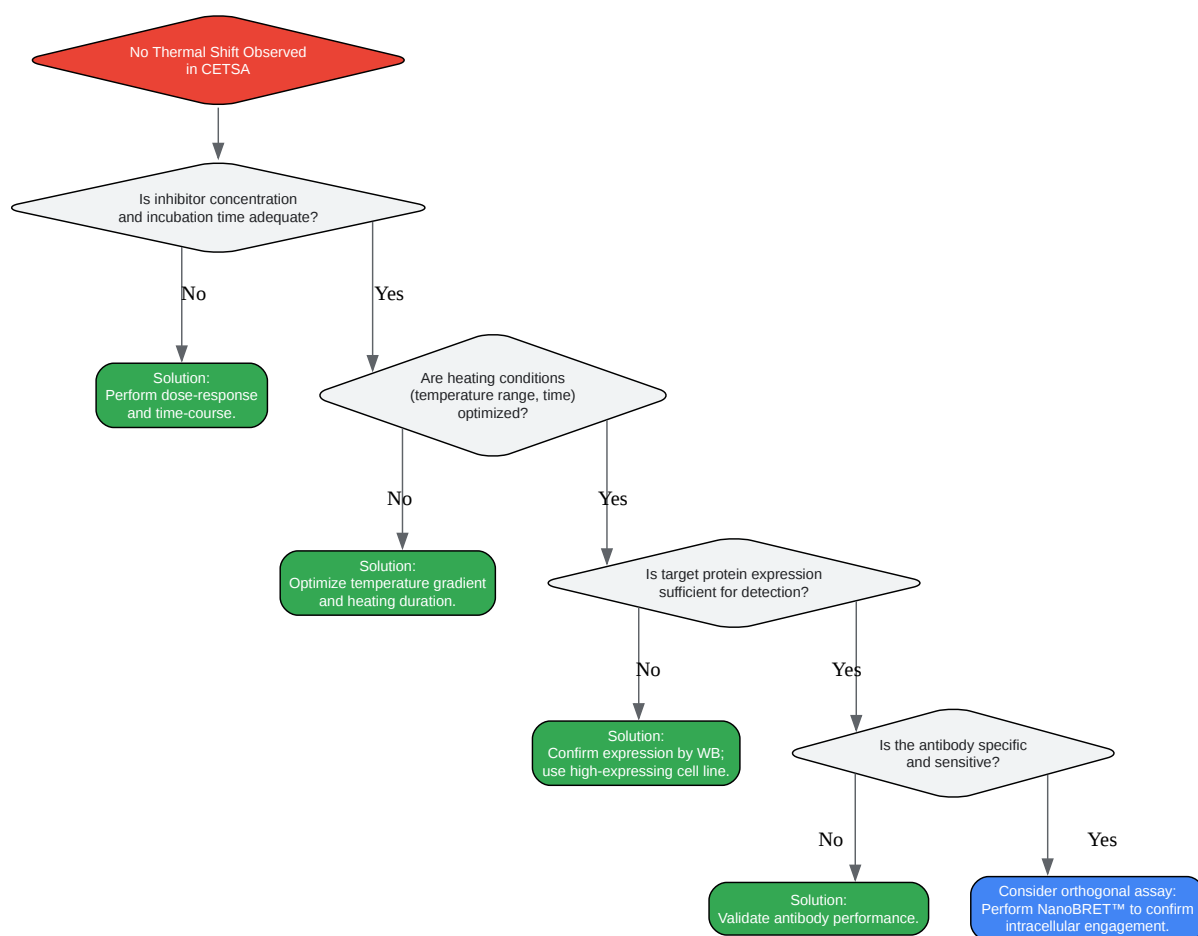 No Thermal Shift Observed
in CETSA
Is inhibitor concentration
and incubation time adequate?
No
Yes
Solution:
Perform dose-response
and time-course.
Are heating conditions
(temperature range, time)
optimized?
No
Yes
Solution:
Optimize temperature gradient
and heating duration.
Is target protein expression
sufficient for detection?
No
Yes
Solution:
Confirm expression by WB;
use high-expressing cell line.
Is the antibody specific
and sensitive?
No
Yes
Solution:
Validate antibody performance.
Consider orthogonal assay:
Perform NanoBRET™ to confirm
intracellular engagement.